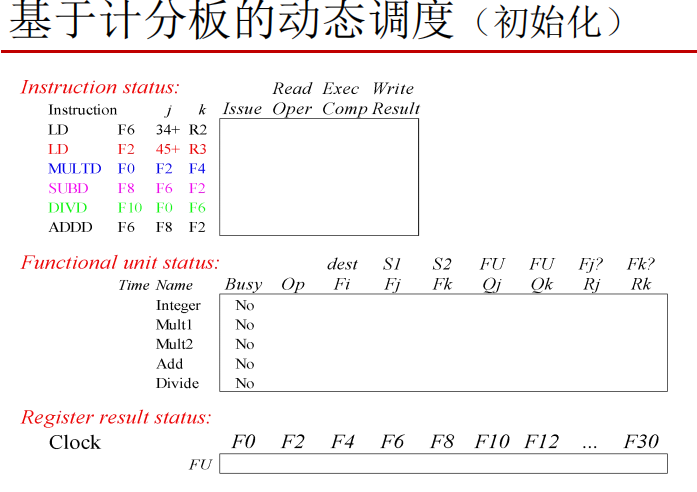 基于计分板的动态调度（初始化）
Instruction status: Read Exec Write
Instruction j k Issue Oper Comp Result
LD F6 34+ R2
LD F2 45+ R3
MULTD F0 F2 F4
SUBD F8 F6 F2
DIVD F10 F0 F6
ADDD F6 F8 F2
Functional unit status: dest S1 S2 FU FU Fj? Fk?
Time Name Busy Op Fi Fj Fk Qj Qk Rj Rk
Integer No
Mult1 No
Mult2 No
Add No
Divide No
Register result status:
Clock F0 F2 F4 F6 F8 F10 F12 ... F30
FU